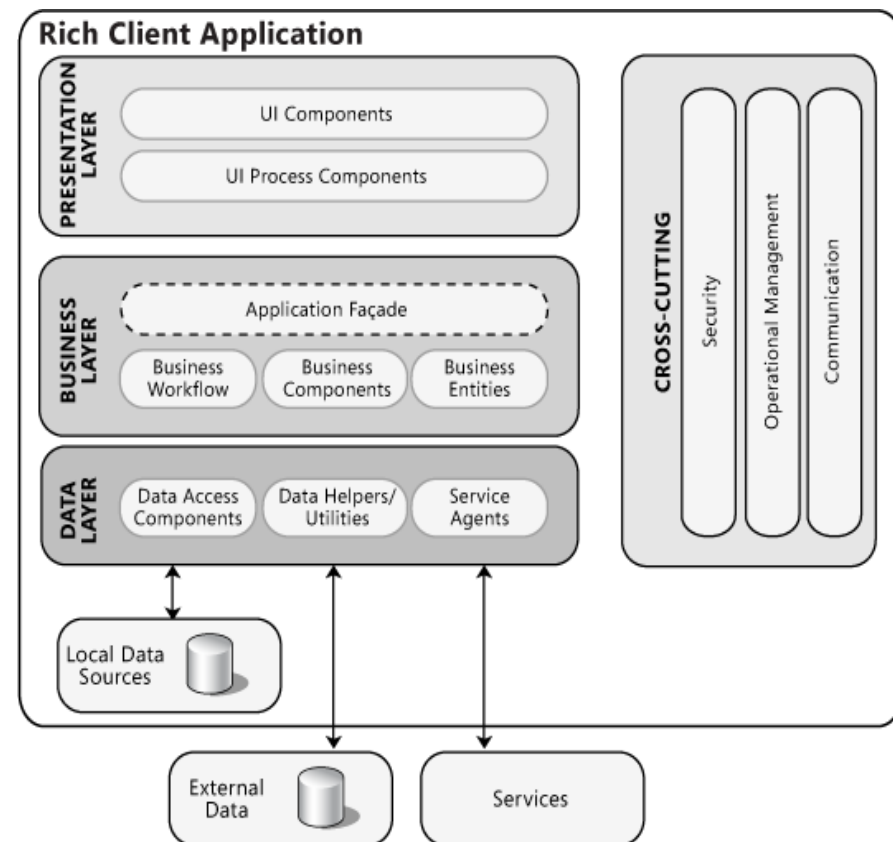 Rich Client Application
PRESENTATION
LAYER
UI Components
UI Process Components
BUSINESS
LAYER
Application Façade
Business
Workflow
Business
Components
Business
Entities
DATA
LAYER
Data Access
Components
Data Helpers/
Utilities
Service
Agents
CROSS-CUTTING
Security
Operational Management
Communication
Local Data
Sources
External
Data
Services